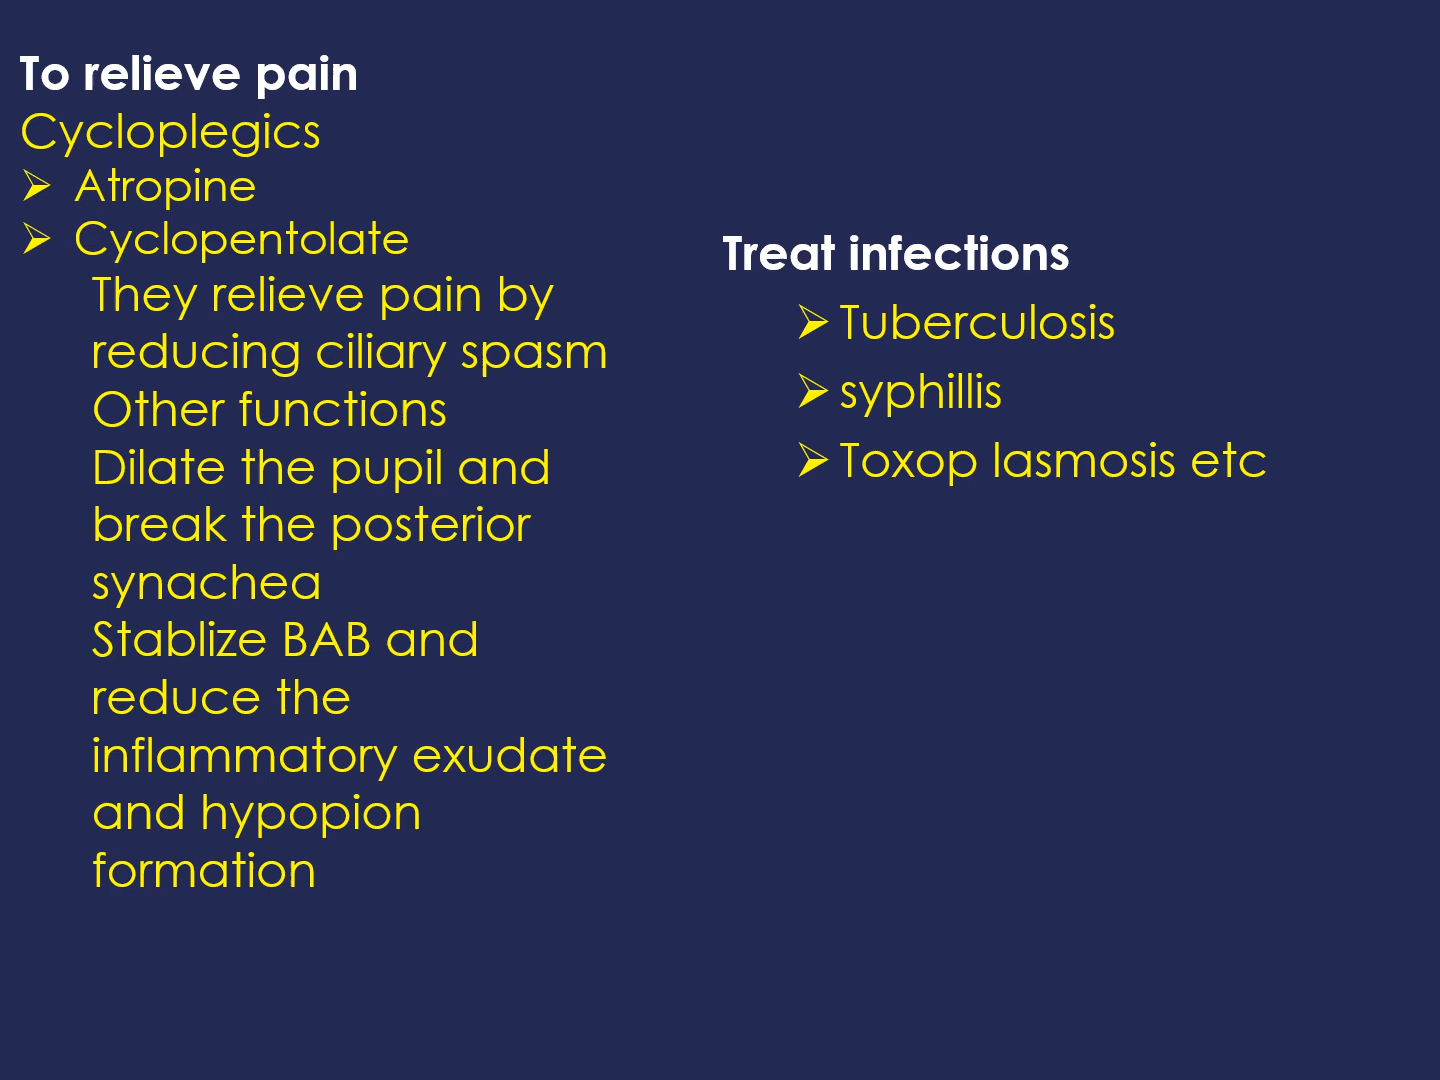 To relieve pain
Cycloplegics
➢ Atropine
➢ Cyclopentolate
They relieve pain by
reducing ciliary spasm
Other functions
Dilate the pupil and
break the posterior
synachea
Stablize BAB and
reduce the
inflammatory exudate
and hypopion
formation
Treat infections
➢ Tuberculosis
➢ syphillis
➢ Toxop lasmosis etc